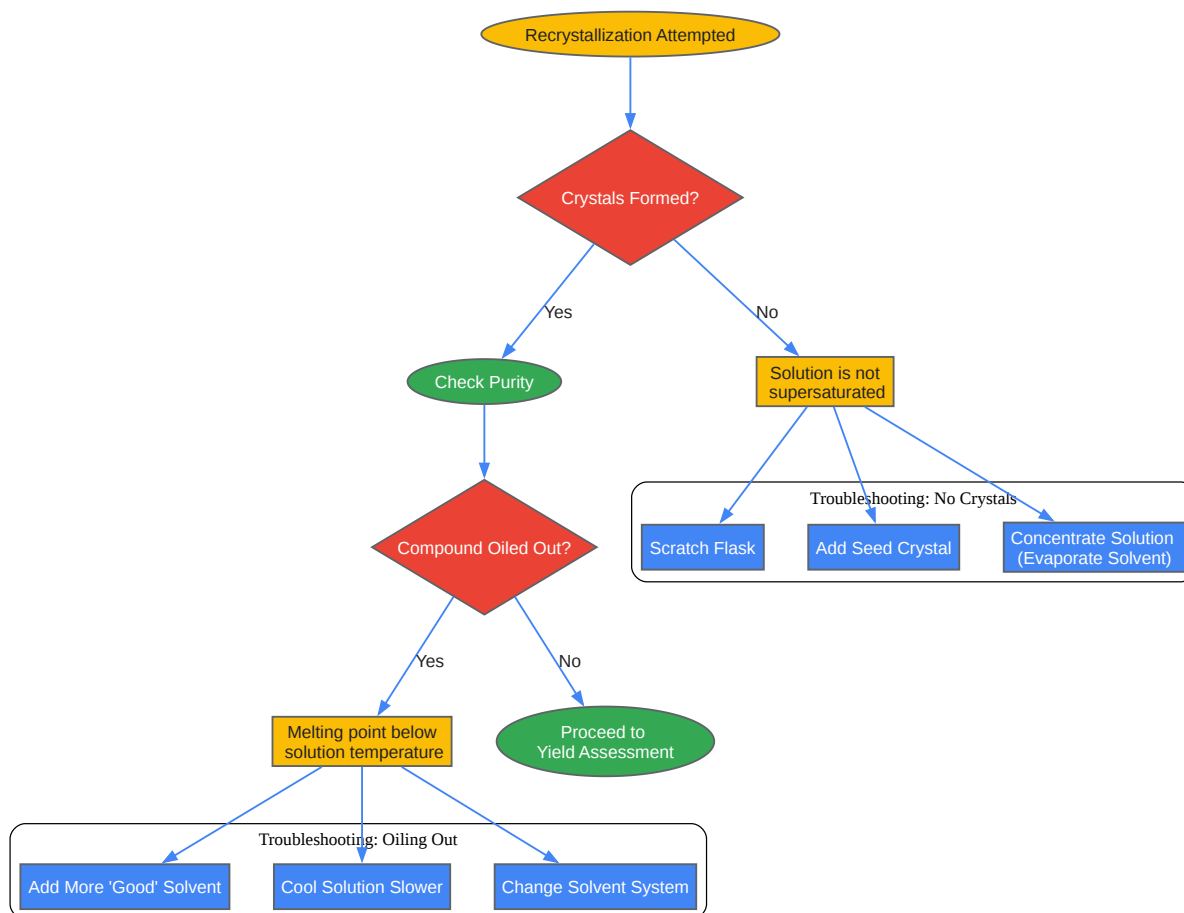 Recrystallization Attempted
Crystals Formed?
Yes
No
Check Purity
Solution is not
supersaturated
Troubleshooting: No Crystals
Scratch Flask
Add Seed Crystal
Concentrate Solution
(Evaporate Solvent)
Compound Oiled Out?
Yes
No
Melting point below
solution temperature
Proceed to
Yield Assessment
Troubleshooting: Oiling Out
Add More 'Good' Solvent
Cool Solution Slower
Change Solvent System